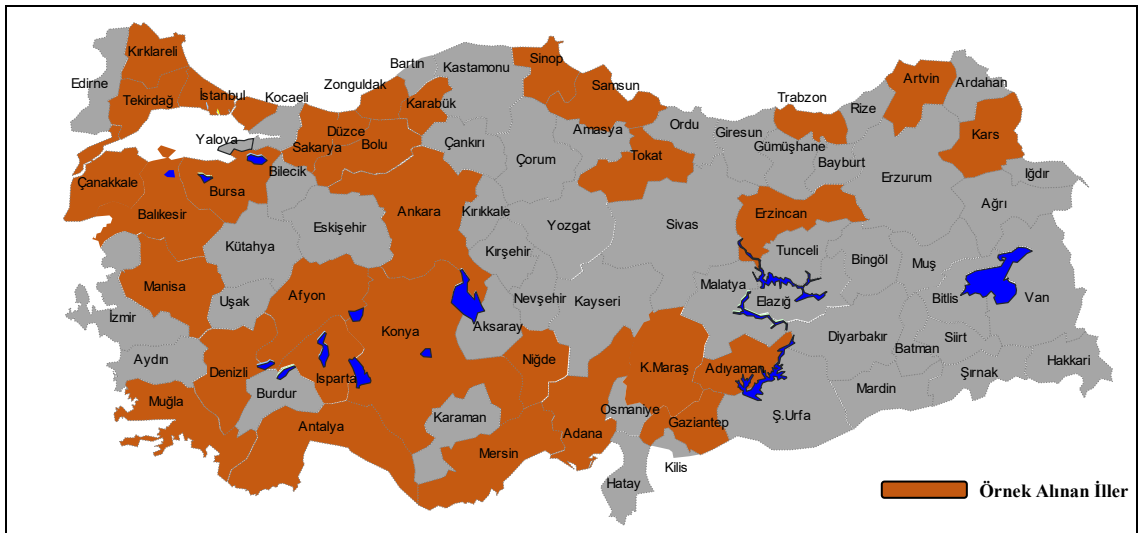 Kırklareli
Edirne
Tekirdağ
İstanbul
Kocaeli
Yalova
Zonguldak
Bartın
Kastamonu
Karabük
Sinop
Samsun
Düzce
Bolu
Sakarya
Bilecik
Çankırı
Çorum
Amasya
Ordu
Giresun
Tokat
Trabzon
Rize
Artvin
Ardahan
Kars
Gümüşhane
Bayburt
Erzurum
Iğdır
Ağrı
Çanakkale
Bursa
Balıkesir
Kütahya
Eskişehir
Ankara
Kırıkkale
Kırşehir
Yozgat
Sivas
Erzincan
Tunceli
Bingöl
Muş
Bitlis
Van
Manisa
Uşak
Afyon
İzmir
Aydın
Denizli
Isparta
Burdur
Konya
Aksaray
Nevşehir
Kayseri
Niğde
Malatya
Elazığ
Diyarbakır
Batman
Siirt
Şırnak
Hakkari
Mardin
Muğla
Antalya
Karaman
Mersin
Adana
Osmaniye
K.Maraş
Adıyaman
Gaziantep
Ş.Urfa
Kilis
Hatay
Örnek Alınan İller